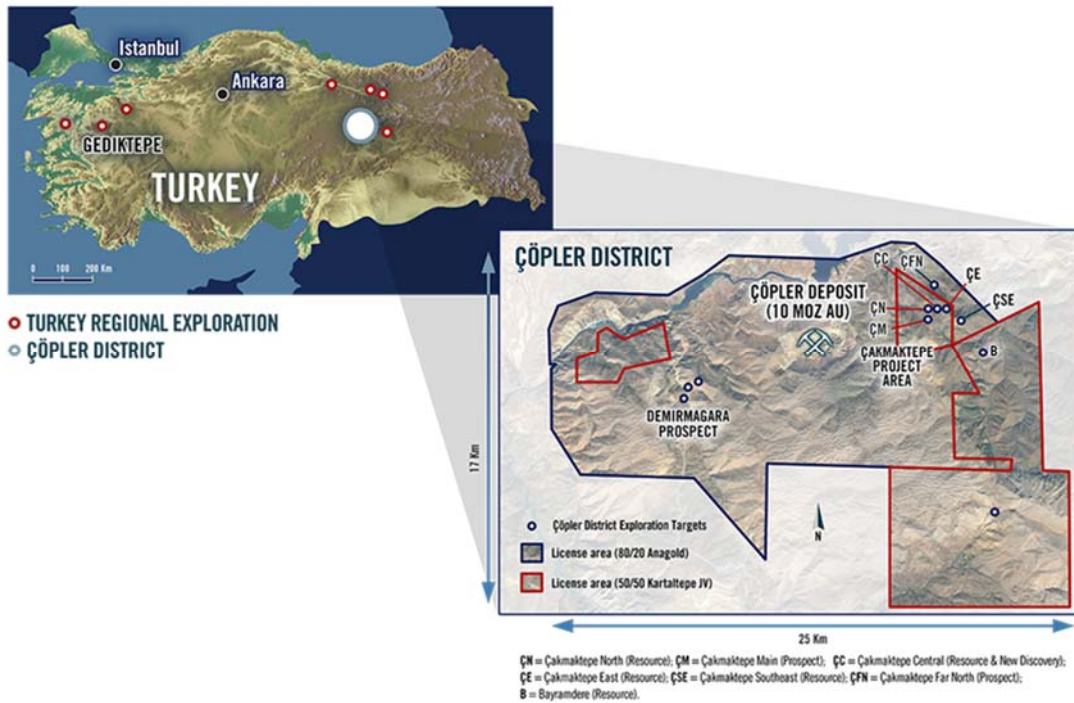 Istanbul
Ankara
GEDIKTEPE
TURKEY
0 100 200 Km
TURKEY REGIONAL EXPLORATION
ÇÖPLER DISTRICT
ÇÖPLER DISTRICT
ÇC
ÇFN
ÇE
ÇÖPLER DEPOSIT
(10 MOZ AU)
ÇN
ÇSE
ÇM
ÇAKMAKTEPE
PROJECT
AREA
B
DEMIRMAGARA
PROSPECT
17 Km
Çöpler District Exploration Targets
License area (80/20 Anagold)
License area (50/50 Kartaltepe JV)
N
25 Km
ÇN = Çakmaktepe North (Resource); ÇM = Çakmaktepe Main (Prospect); ÇC = Çakmaktepe Central (Resource & New Discovery);
ÇE = Çakmaktepe East (Resource); ÇSE = Çakmaktepe Southeast (Resource); ÇFN = Çakmaktepe Far North (Prospect);
B = Bayramdere (Resource).